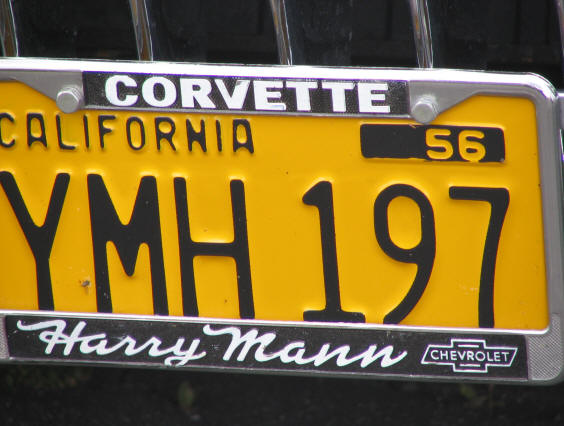 CORVETTE
CALIFORNIA 56
YMH 197
Harry Mann CHEVROLET